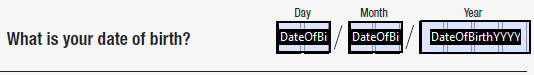 Day Month Year
What is your date of birth? DateOfBi / DateOfBi / DateOfBirthYYYY